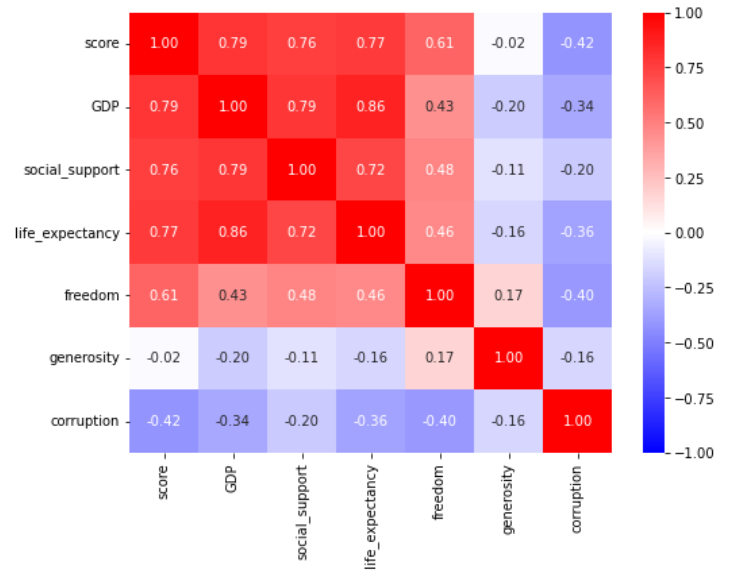 score 1.00 0.79 0.76 0.77 0.61 -0.02 -0.42
GDP 0.79 1.00 0.79 0.86 0.43 -0.20 -0.34
social_support 0.76 0.79 1.00 0.72 0.48 -0.11 -0.20
life_expectancy 0.77 0.86 0.72 1.00 0.46 -0.16 -0.36
freedom 0.61 0.43 0.48 0.46 1.00 0.17 -0.40
generosity -0.02 -0.20 -0.11 -0.16 0.17 1.00 -0.16
corruption -0.42 -0.34 -0.20 -0.36 -0.40 -0.16 1.00
score
GDP
social_support
life_expectancy
freedom
generosity
corruption
1.00
0.75
0.50
0.25
0.00
−0.25
−0.50
−0.75
−1.00